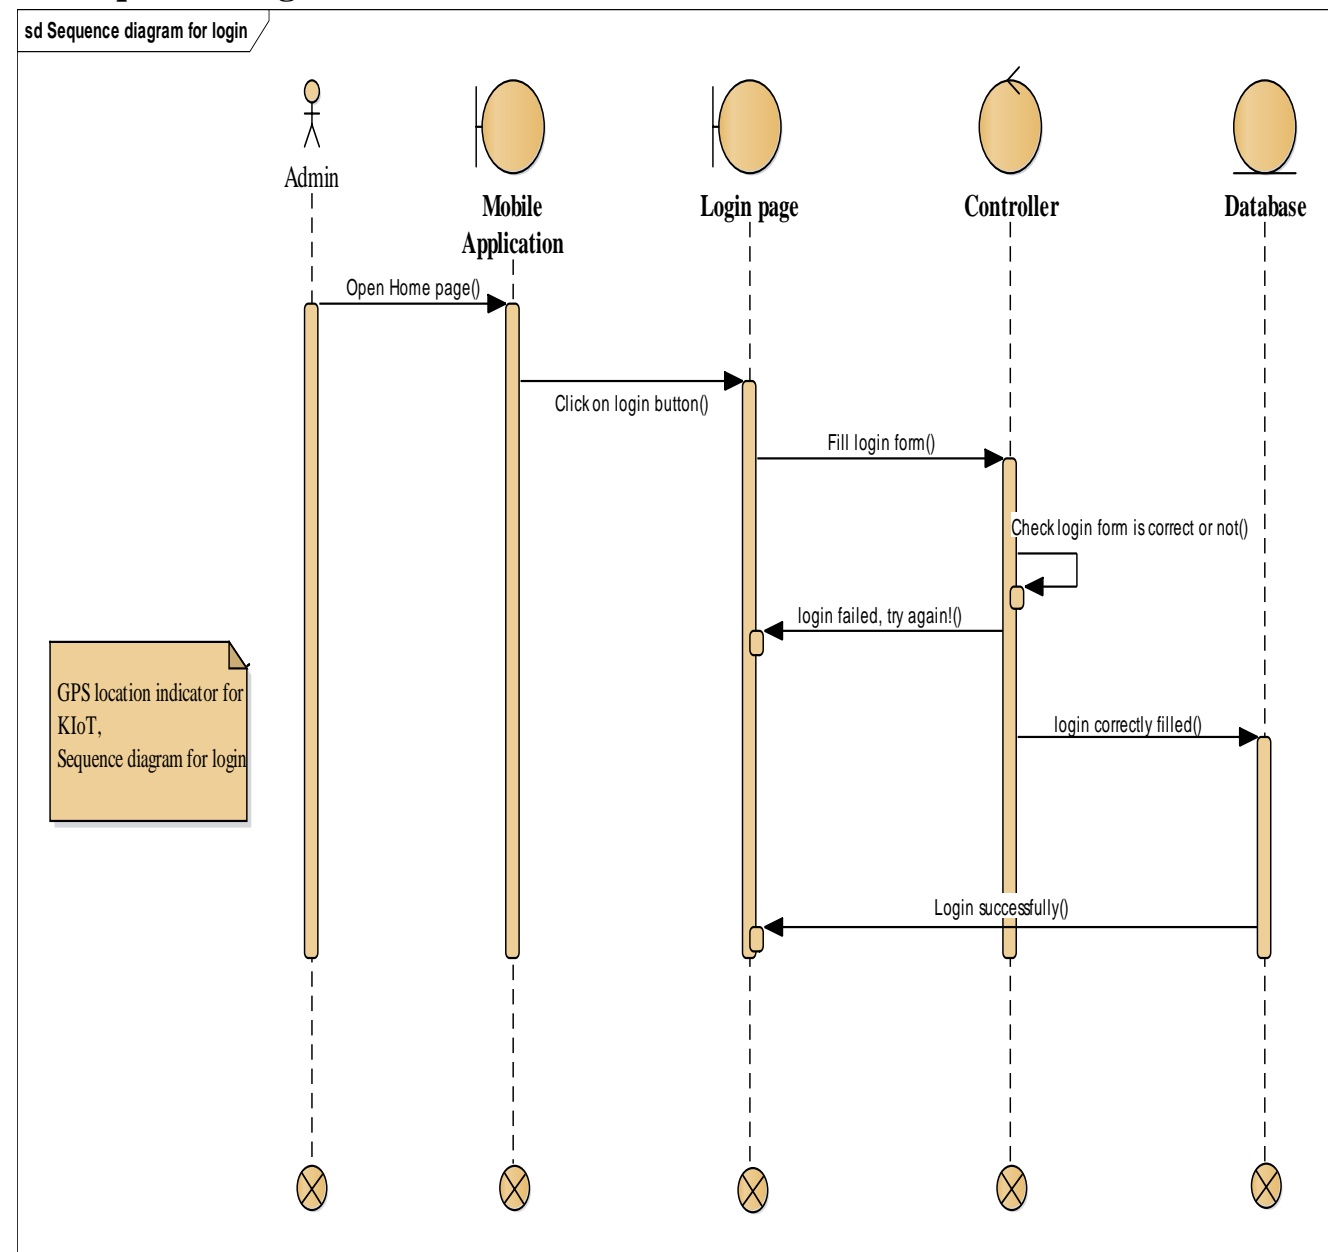 sd Sequence diagram for login
Admin
Mobile
Application
Login page
Controller
Database
Open Home page()
Click on login button()
Fill login form()
Check login form is correct or not()
login failed, try again!()
GPS location indicator for
KIoT,
Sequence diagram for login
login correctly filled()
Login successfully()